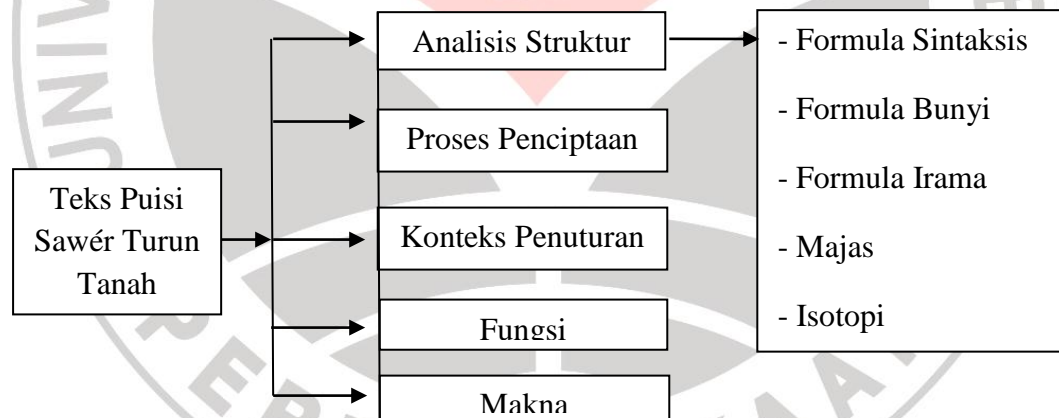 Analisis Struktur
- Formula Sintaksis
- Formula Bunyi
- Formula Irama
- Majas
- Isotopi
Proses Penciptaan
Teks Puisi
Sawér Turun
Tanah
Konteks Penuturan
Fungsi
Makna